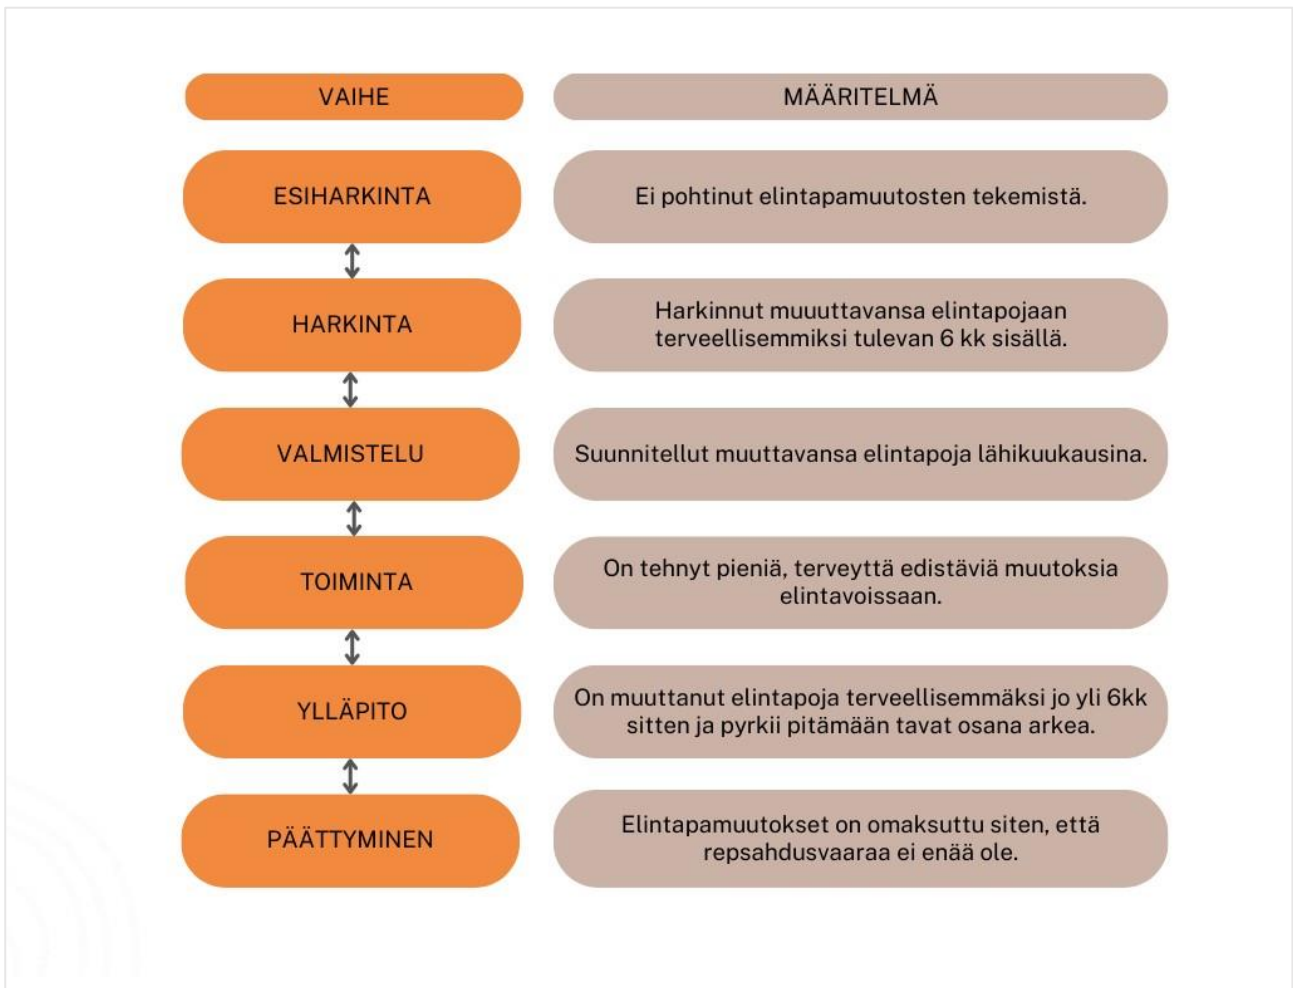 VAIHE
MÄÄRITELMÄ
ESIHARKINTA
Ei pohtinut elintapamuutosten tekemistä.
HARKINTA
Harkinnut muuuttavansa elintapojaan
terveellisemmiksi tulevan 6 kk sisällä.
VALMISTELU
Suunnitellut muuttavansa elintapoja lähikuukausina.
TOIMINTA
On tehnyt pieniä, terveyttä edistäviä muutoksia
elintavoissaan.
YLLÄPITO
On muuttanut elintapoja terveellisemmäksi jo yli 6kk
sitten ja pyrkii pitämään tavat osana arkea.
PÄÄTTYMINEN
Elintapamuutokset on omaksuttu siten, että
repsahdusvaaraa ei enää ole.